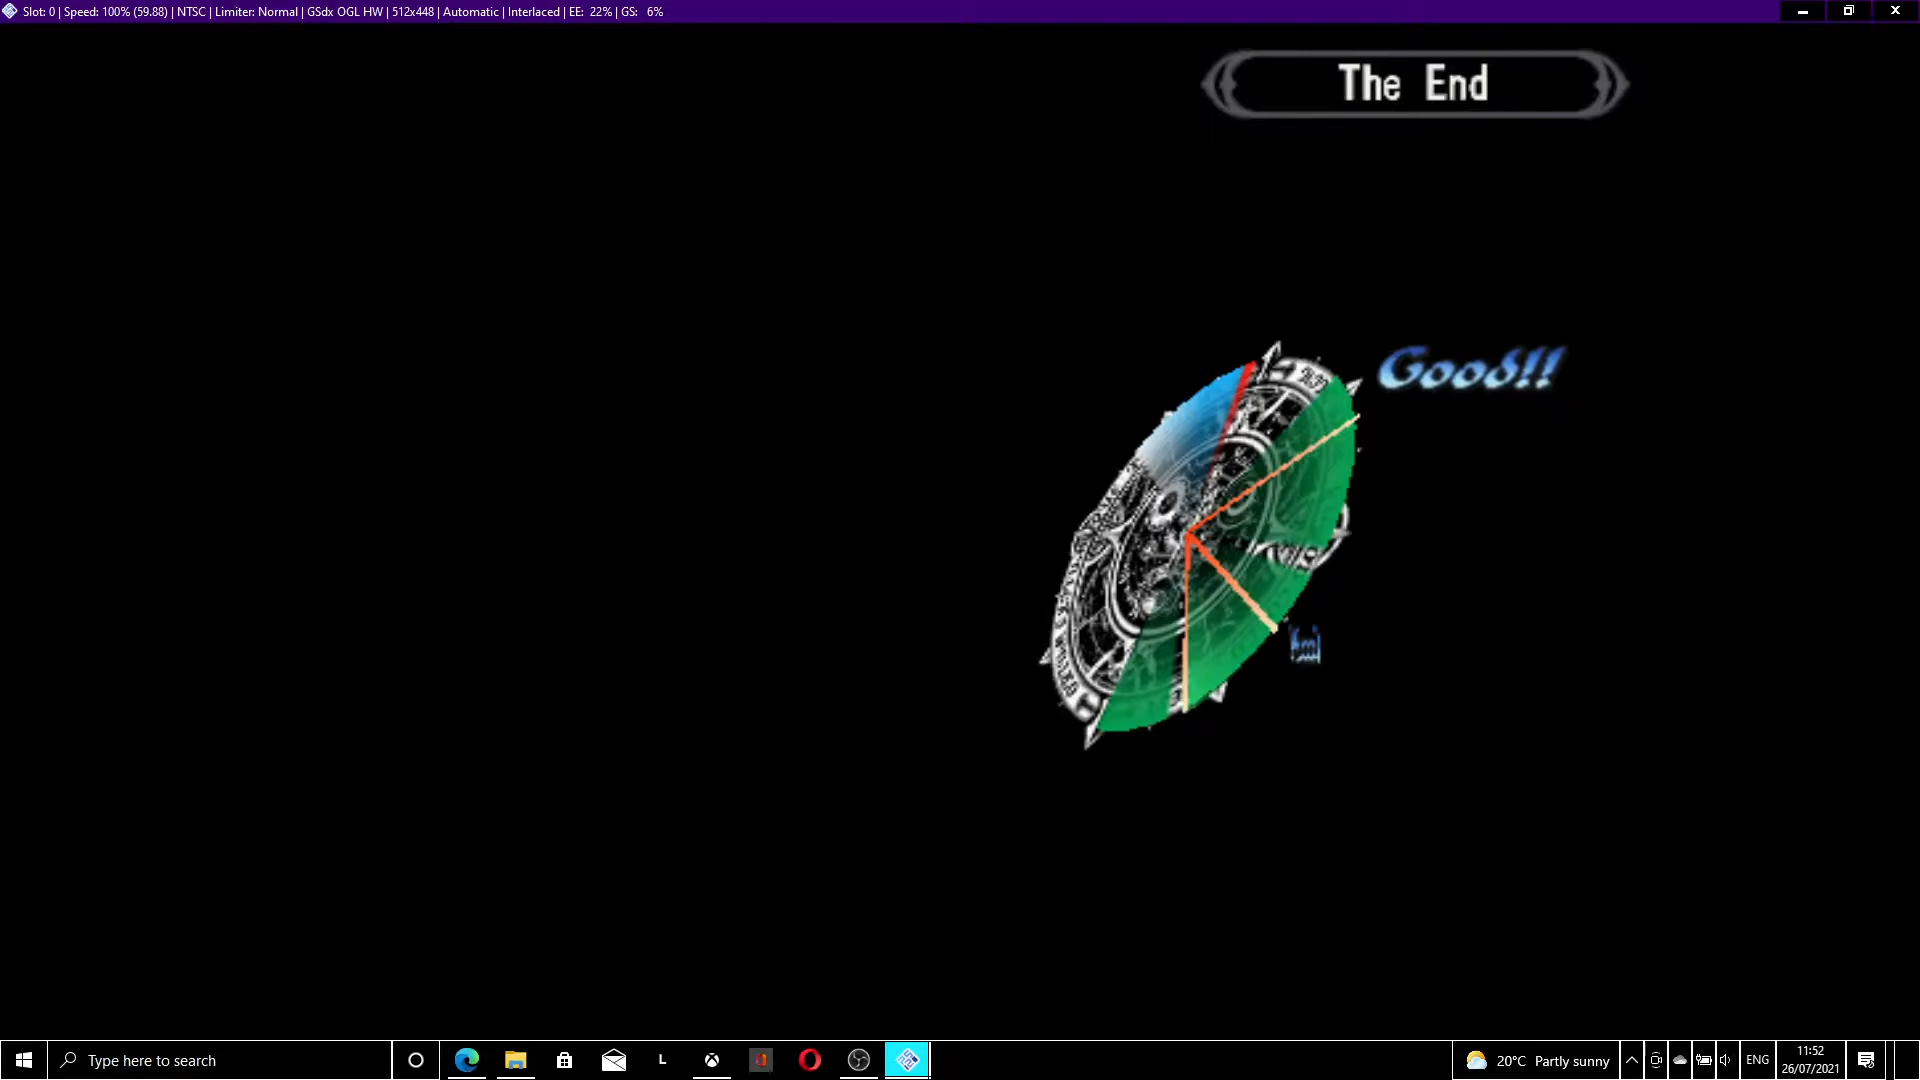 Slot: 0 | Speed: 100% (59.88) | NTSC | Limiter: Normal | GSdx OGL HW | 512x448 | Automatic | Interlaced | EE: 22% | GS: 6%
The End
Good!!
Type here to search
L
20°C Partly sunny
ENG
11:52
26/07/2021